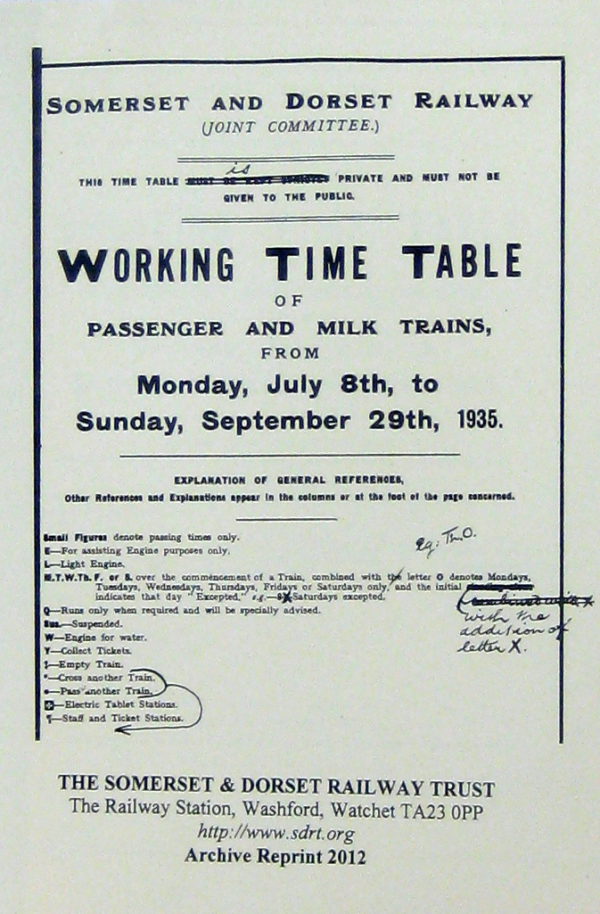 SOMERSET AND DORSET RAILWAY
(JOINT COMMITTEE.)
is
THIS TIME TABLE MUST BE KEPT PRIVATE AND MUST NOT BE
GIVEN TO THE PUBLIC.
WORKING TIME TABLE
OF
PASSENGER AND MILK TRAINS,
FROM
Monday, July 8th, to
Sunday, September 29th, 1935.
EXPLANATION OF GENERAL REFERENCES,
Other References and Explanations appear in the columns or at the foot of the page concerned.
Small Figures denote passing times only.
eg: Th.O.
E—For assisting Engine purposes only.
L—Light Engine.
M.T.W.Th. F. or S. over the commencement of a Train, combined with the letter O denotes Mondays,
Tuesdays, Wednesdays, Thursdays, Fridays or Saturdays only, and the initial
indicates that day "Excepted," e.g.—SX Saturdays excepted.
with the
addition of
letter X.
Q—Runs only when required and will be specially advised.
Sus.—Suspended.
W—Engine for water.
Y—Collect Tickets.
‡—Empty Train.
*—Cross another Train.
●—Pass another Train.
—Electric Tablet Stations.
¶—Staff and Ticket Stations.
THE SOMERSET & DORSET RAILWAY TRUST
The Railway Station, Washford, Watchet TA23 0PP
http://www.sdrt.org
Archive Reprint 2012